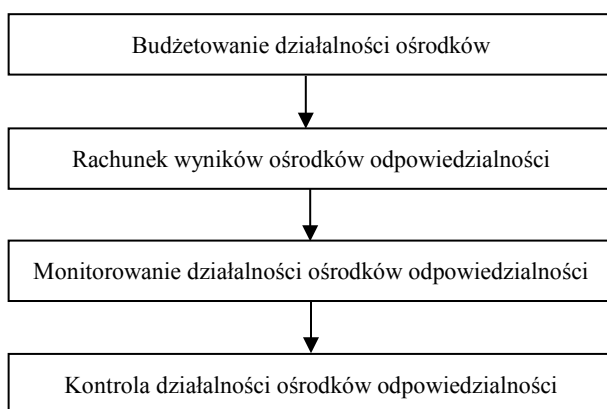 Budżetowanie działalności ośrodków
Rachunek wyników ośrodków odpowiedzialności
Monitorowanie działalności ośrodków odpowiedzialności
Kontrola działalności ośrodków odpowiedzialności